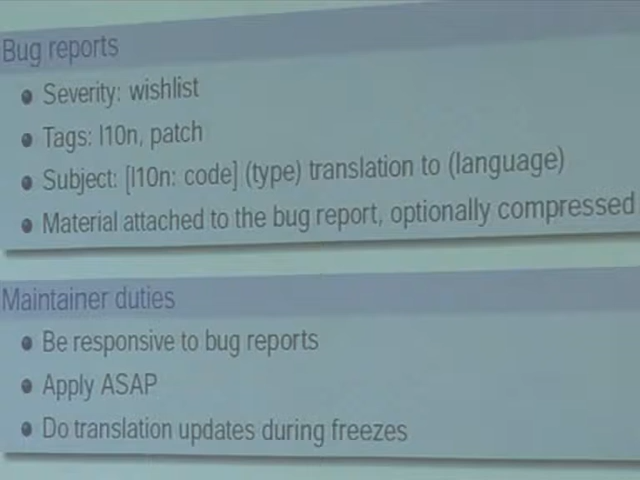 Bug reports
Severity: wishlist
Tags: l10n, patch
Subject: [l10n: code] (type) translation to (language)
Material attached to the bug report, optionally compressed
Maintainer duties
Be responsive to bug reports
Apply ASAP
Do translation updates during freezes